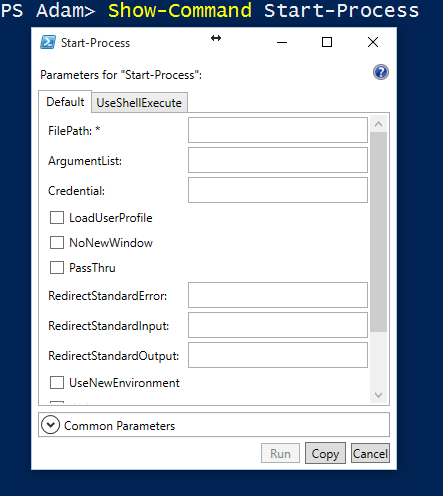 PS Adam> Show-Command Start-Process
Start-Process
Parameters for "Start-Process":
Default UseShellExecute
FilePath: *
ArgumentList:
Credential:
LoadUserProfile
NoNewWindow
PassThru
RedirectStandardError:
RedirectStandardInput:
RedirectStandardOutput:
UseNewEnvironment
Common Parameters
Run Copy Cancel